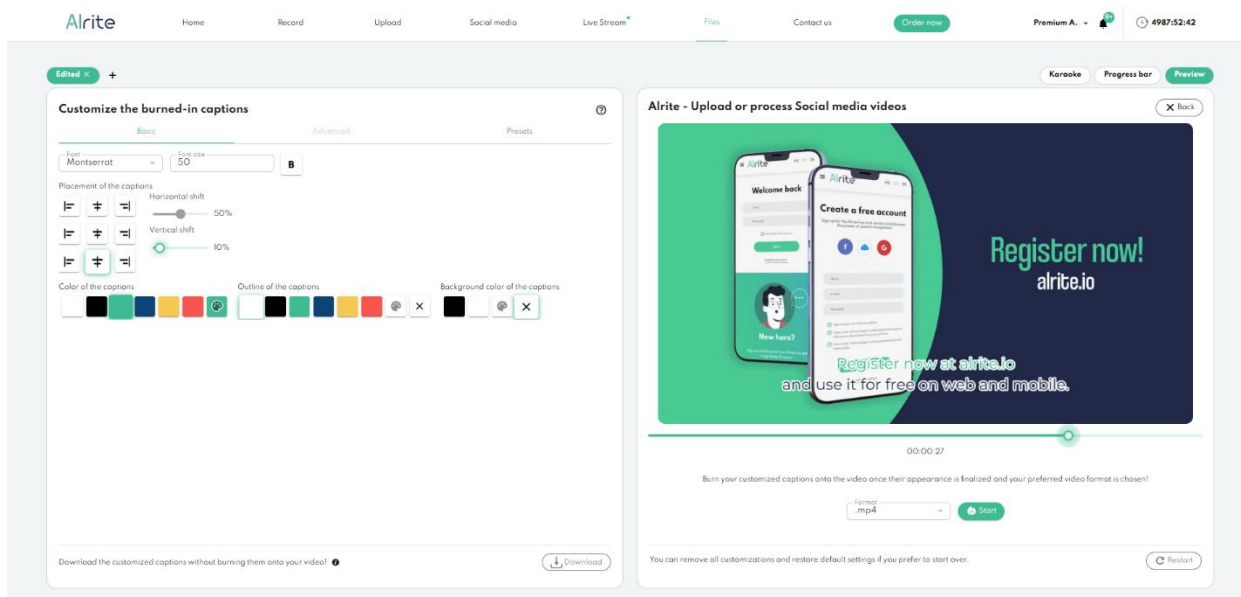 Alrite
Home
Record
Upload
Social media
Live Stream
Files
Contact us
Order now
Premium A.
9+
4987:52:42
Edited ×
+
Karaoke
Progress bar
Preview
Customize the burned-in captions
Basic
Advanced
Presets
Font
Montserrat
Font size
50
B
Placement of the captions
Horizontal shift
50%
Vertical shift
10%
Color of the captions
Outline of the captions
Background color of the captions
Download the customized captions without burning them onto your video!
Download
Alrite - Upload or process Social media videos
Back
Alrite
Welcome back
New here?
Alrite
Create a free account
Register now!
alrite.io
Register now at alrite.io
and use it for free on web and mobile.
00:00:27
Burn your customized captions onto the video once their appearance is finalized and your preferred video format is chosen!
Format
.mp4
Start
You can remove all customizations and restore default settings if you prefer to start over.
Restart